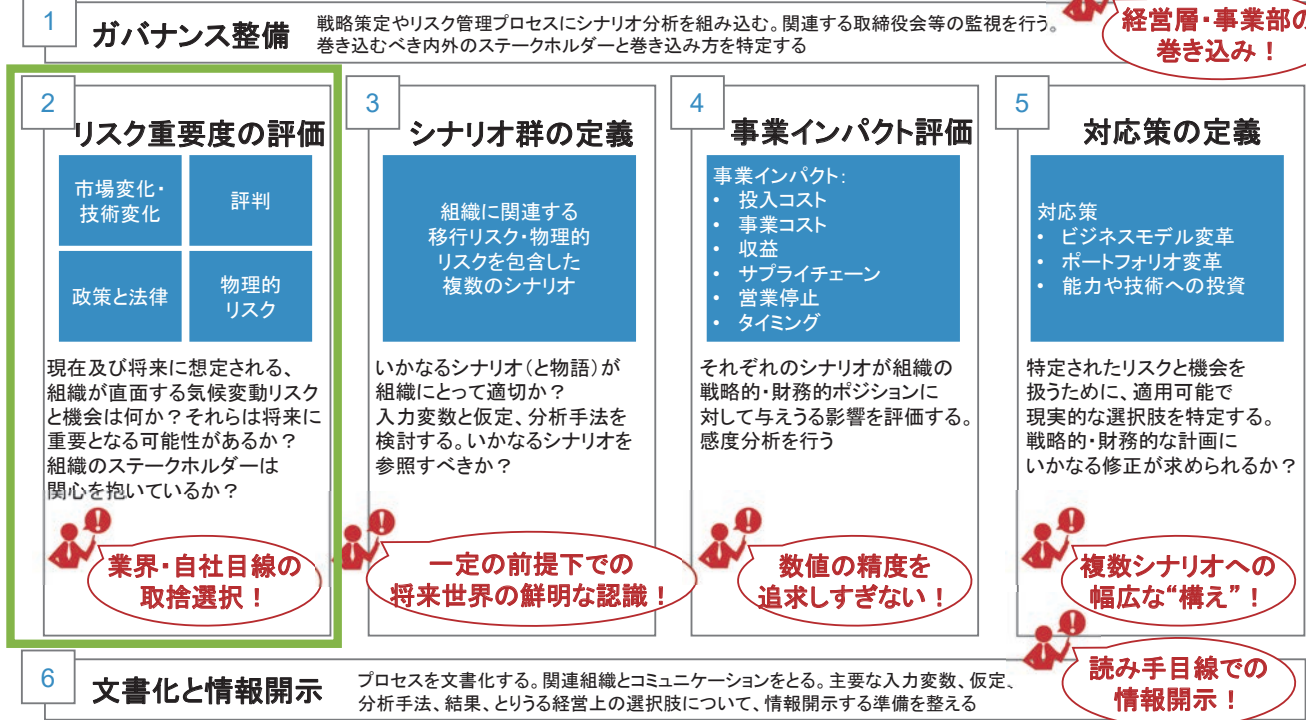 1
ガバナンス整備
戦略策定やリスク管理プロセスにシナリオ分析を組み込む。関連する取締役会等の監視を行う。
巻き込むべき内外のステークホルダーと巻き込み方を特定する
経営層・事業部の
巻き込み！
2
リスク重要度の評価
市場変化・
技術変化
評判
政策と法律
物理的
リスク
現在及び将来に想定される、
組織が直面する気候変動リスク
と機会は何か？それらは将来に
重要となる可能性があるか？
組織のステークホルダーは
関心を抱いているか？
業界・自社目線の
取捨選択！
3
シナリオ群の定義
組織に関連する
移行リスク・物理的
リスクを包含した
複数のシナリオ
いかなるシナリオ（と物語）が
組織にとって適切か？
入力変数と仮定、分析手法を
検討する。いかなるシナリオを
参照すべきか？
一定の前提下での
将来世界の鮮明な認識！
4
事業インパクト評価
事業インパクト：
• 投入コスト
• 事業コスト
• 収益
• サプライチェーン
• 営業停止
• タイミング
それぞれのシナリオが組織の
戦略的・財務的ポジションに
対して与えうる影響を評価する。
感度分析を行う
数値の精度を
追求しすぎない！
5
対応策の定義
対応策
• ビジネスモデル変革
• ポートフォリオ変革
• 能力や技術への投資
特定されたリスクと機会を
扱うために、適用可能で
現実的な選択肢を特定する。
戦略的・財務的な計画に
いかなる修正が求められるか？
複数シナリオへの
幅広な“構え”！
6
文書化と情報開示
プロセスを文書化する。関連組織とコミュニケーションをとる。主要な入力変数、仮定、
分析手法、結果、とりうる経営上の選択肢について、情報開示する準備を整える
読み手目線での
情報開示！